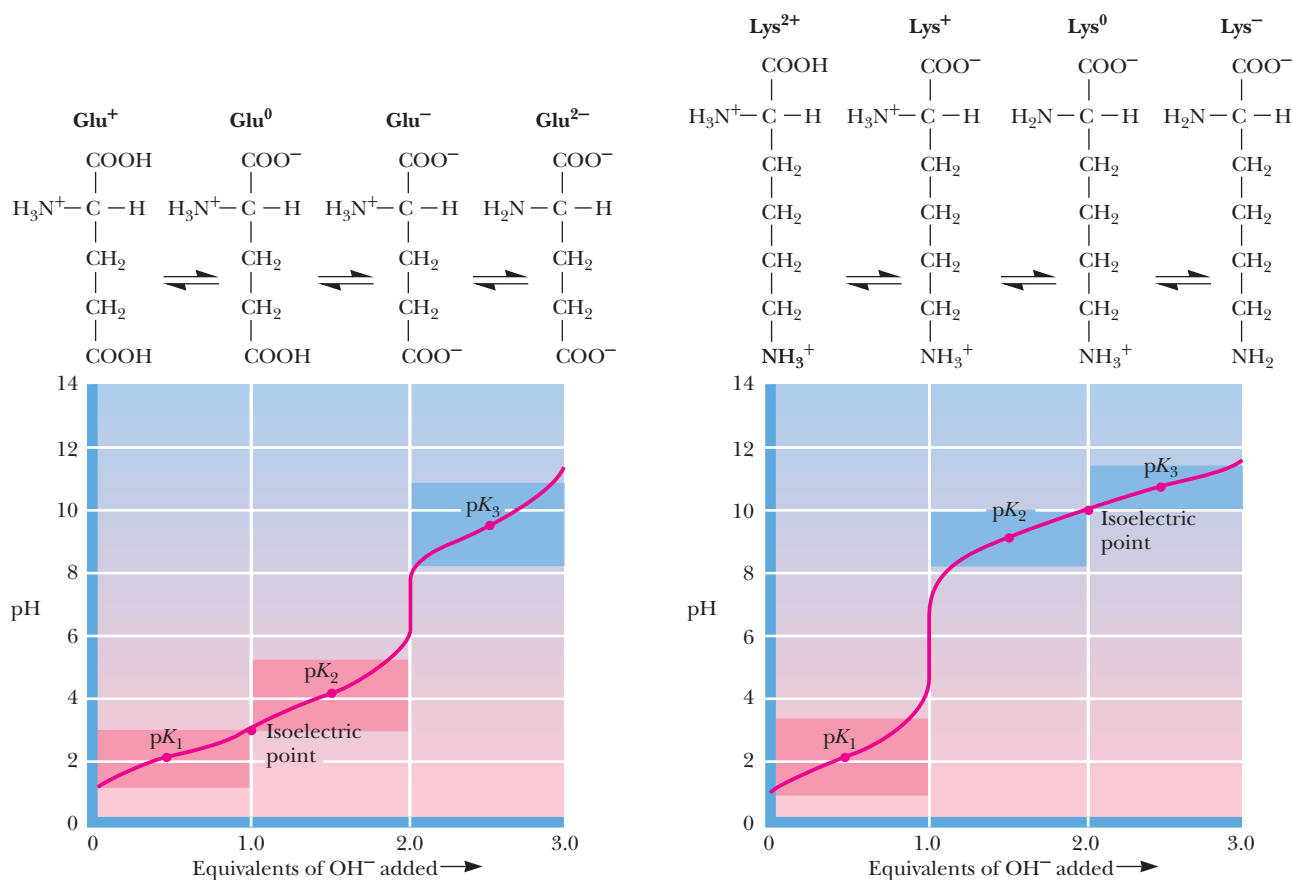 Glu⁺ Glu⁰ Glu⁻ Glu²⁻
COOH COO⁻ COO⁻ COO⁻
H₃N⁺—C—H H₃N⁺—C—H H₃N⁺—C—H H₂N—C—H
CH₂ CH₂ CH₂ CH₂
CH₂ CH₂ CH₂ CH₂
COOH COOH COO⁻ COO⁻
14
12
10
8
pH
6
4
2
0
pK₃
pK₂
pK₁
Isoelectric
point
0 1.0 2.0 3.0
Equivalents of OH⁻ added
Lys²⁺ Lys⁺ Lys⁰ Lys⁻
COOH COO⁻ COO⁻ COO⁻
H₃N⁺—C—H H₃N⁺—C—H H₂N—C—H H₂N—C—H
CH₂ CH₂ CH₂ CH₂
CH₂ CH₂ CH₂ CH₂
CH₂ CH₂ CH₂ CH₂
CH₂ CH₂ CH₂ CH₂
NH₃⁺ NH₃⁺ NH₃⁺ NH₂
14
12
10
8
pH
6
4
2
0
pK₃
pK₂
Isoelectric
point
pK₁
0 1.0 2.0 3.0
Equivalents of OH⁻ added